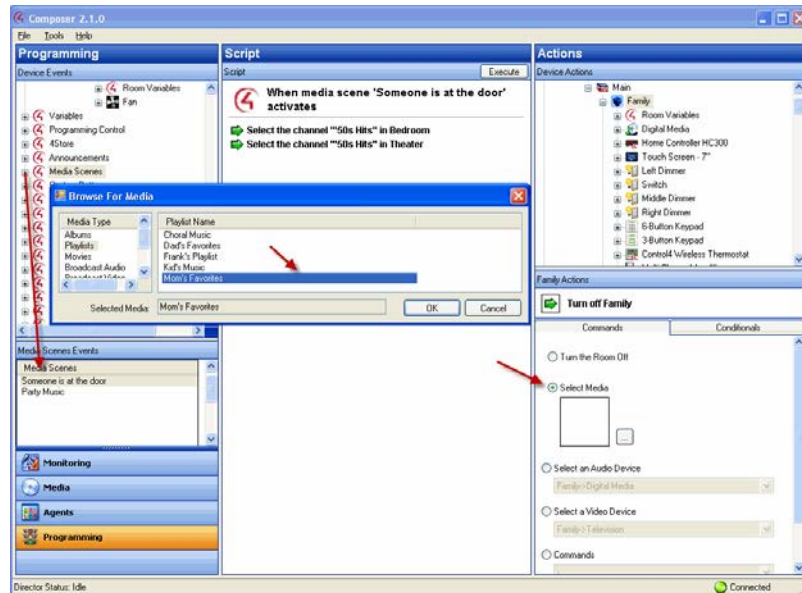 Composer 2.1.0
File Tools Help
Programming
Device Events
Room Variables
Fan
Variables
Programming Control
4Store
Announcements
Media Scenes
Script
Script
Execute
When media scene 'Someone is at the door'
activates
Select the channel "'50s Hits" in Bedroom
Select the channel "'50s Hits" in Theater
Browse For Media
Media Type
Albums
Playlists
Movies
Broadcast Audio
Broadcast Video
Playlist Name
Choral Music
Dad's Favorites
Frank's Playlist
Kid's Music
Mom's Favorites
Selected Media: Mom's Favorites
OK
Cancel
Media Scenes Events
Media Scenes
Someone is at the door
Party Music
Monitoring
Media
Agents
Programming
Actions
Device Actions
Main
Family
Room Variables
Digital Media
Home Controller HC300
Touch Screen - 7"
Left Dimmer
Switch
Middle Dimmer
Right Dimmer
6-Button Keypad
3-Button Keypad
Control4 Wireless Thermostat
Family Actions
Turn off Family
Commands
Conditionals
Turn the Room Off
Select Media
...
Select an Audio Device
Family->Digital Media
Select a Video Device
Family->Television
Commands
Director Status: Idle
Connected